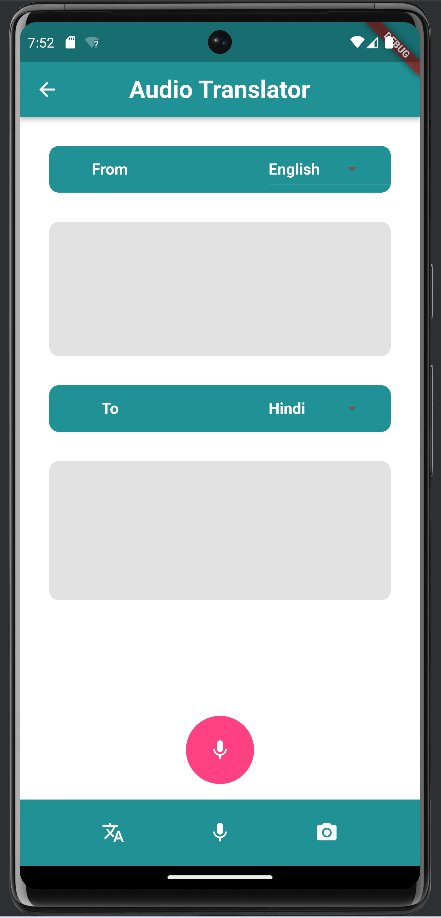 7:52
DEBUG
Audio Translator
From English
To Hindi